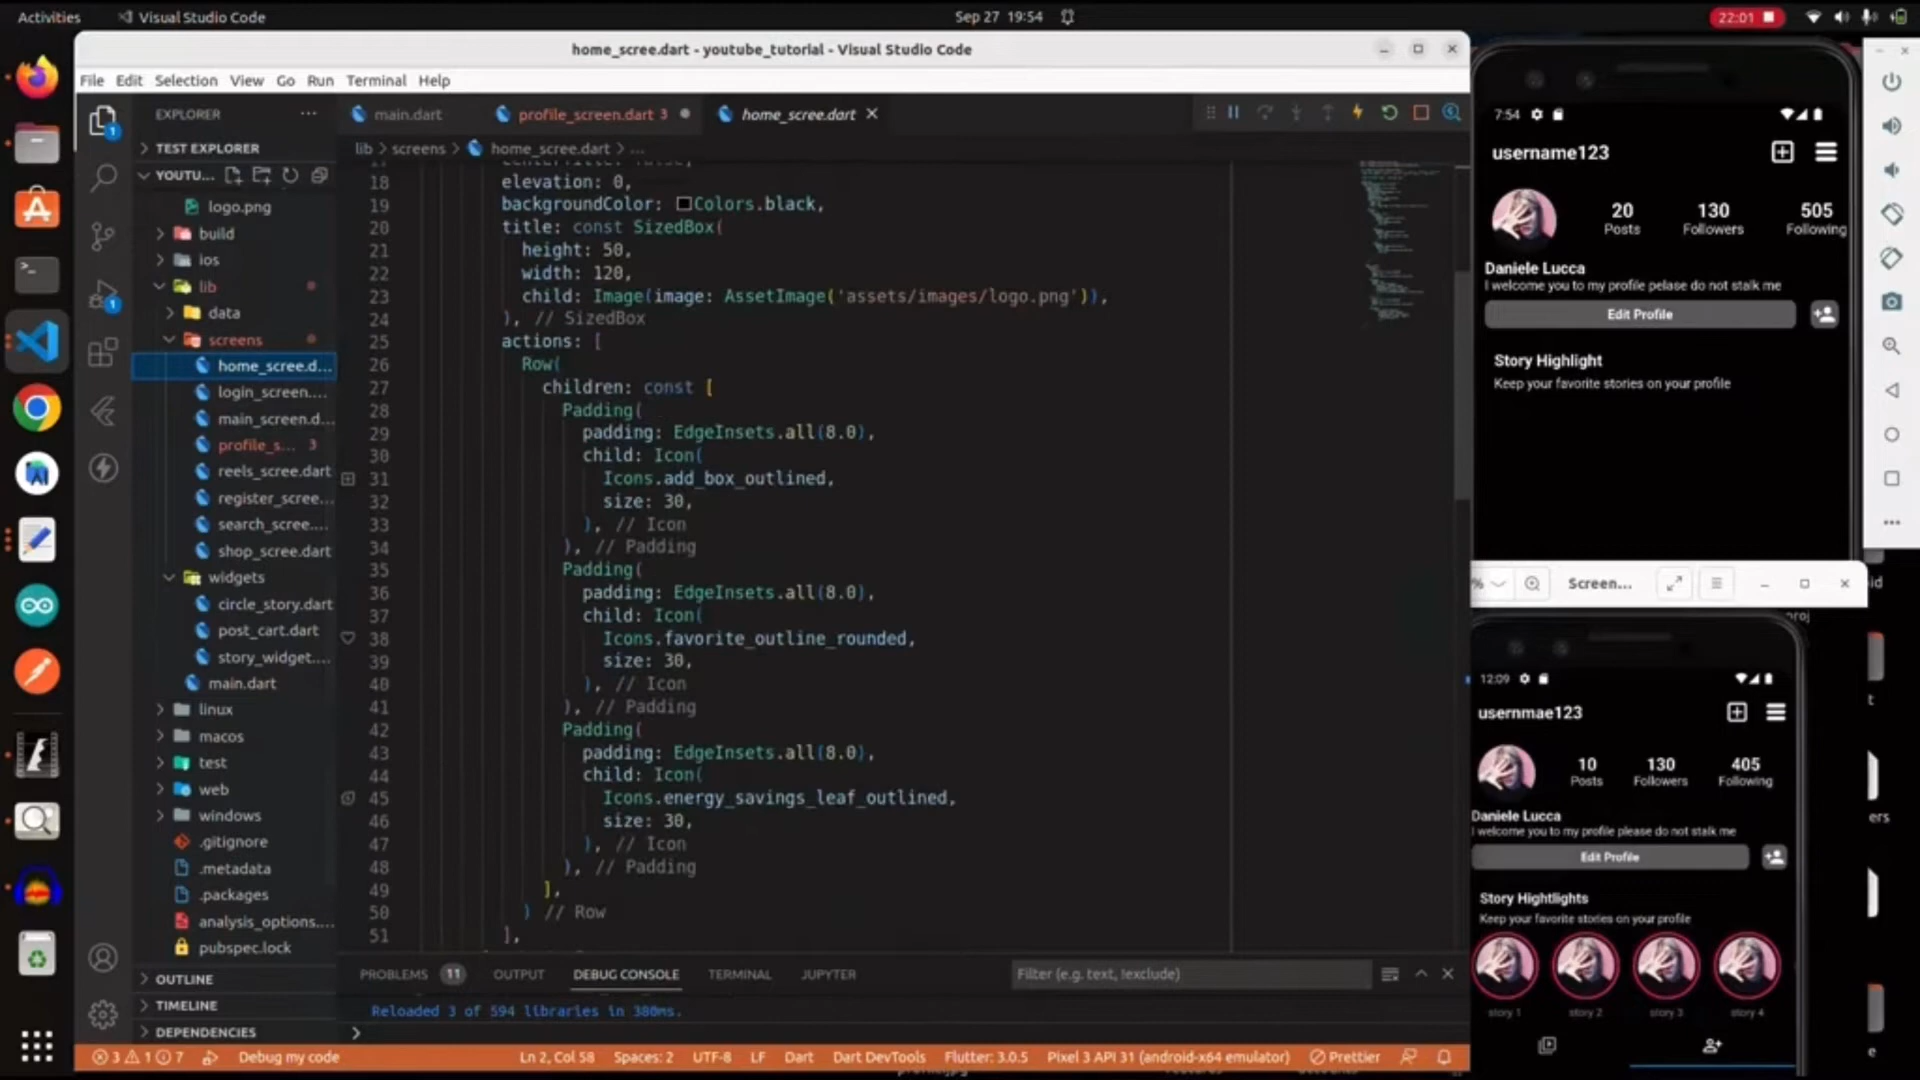 Activities
Visual Studio Code
Sep 27 19:54
22:01
home_scree.dart - youtube_tutorial - Visual Studio Code
File Edit Selection View Go Run Terminal Help
EXPLORER
TEST EXPLORER
YOUTU...
logo.png
build
ios
lib
data
screens
home_scree.d...
login_screen....
main_screen.d...
profile_s... 3
reels_scree.dart
register_scree...
search_scree....
shop_scree.dart
widgets
circle_story.dart
post_cart.dart
story_widget....
main.dart
linux
macos
test
web
windows
.gitignore
.metadata
.packages
analysis_options....
pubspec.lock
OUTLINE
TIMELINE
DEPENDENCIES
main.dart
profile_screen.dart 3
home_scree.dart
lib > screens > home_scree.dart > ...
18 elevation: 0,
19 backgroundColor: Colors.black,
20 title: const SizedBox(
21 height: 50,
22 width: 120,
23 child: Image(image: AssetImage('assets/images/logo.png')),
24 ), // SizedBox
25 actions: [
26 Row(
27 children: const [
28 Padding(
29 padding: EdgeInsets.all(8.0),
30 child: Icon(
31 Icons.add_box_outlined,
32 size: 30,
33 ), // Icon
34 ), // Padding
35 Padding(
36 padding: EdgeInsets.all(8.0),
37 child: Icon(
38 Icons.favorite_outline_rounded,
39 size: 30,
40 ), // Icon
41 ), // Padding
42 Padding(
43 padding: EdgeInsets.all(8.0),
44 child: Icon(
45 Icons.energy_savings_leaf_outlined,
46 size: 30,
47 ), // Icon
48 ), // Padding
49 ],
50 ) // Row
51 ],
PROBLEMS 11 OUTPUT DEBUG CONSOLE TERMINAL JUPYTER
Filter (e.g. text, !exclude)
Reloaded 3 of 594 libraries in 380ms.
3 1 7 Debug my code
Ln 2, Col 58 Spaces: 2 UTF-8 LF Dart Dart DevTools Flutter: 3.0.5 Pixel 3 API 31 (android-x64 emulator) Prettier
7:54
username123
20 130 505
Posts Followers Following
Daniele Lucca
I welcome you to my profile pelase do not stalk me
Edit Profile
Story Highlight
Keep your favorite stories on your profile
% Screen...
12:09
usernmae123
10 130 405
Posts Followers Following
Daniele Lucca
I welcome you to my profile please do not stalk me
Edit Profile
Story Hightlights
Keep your favorite stories on your profile
story 1 story 2 story 3 story 4